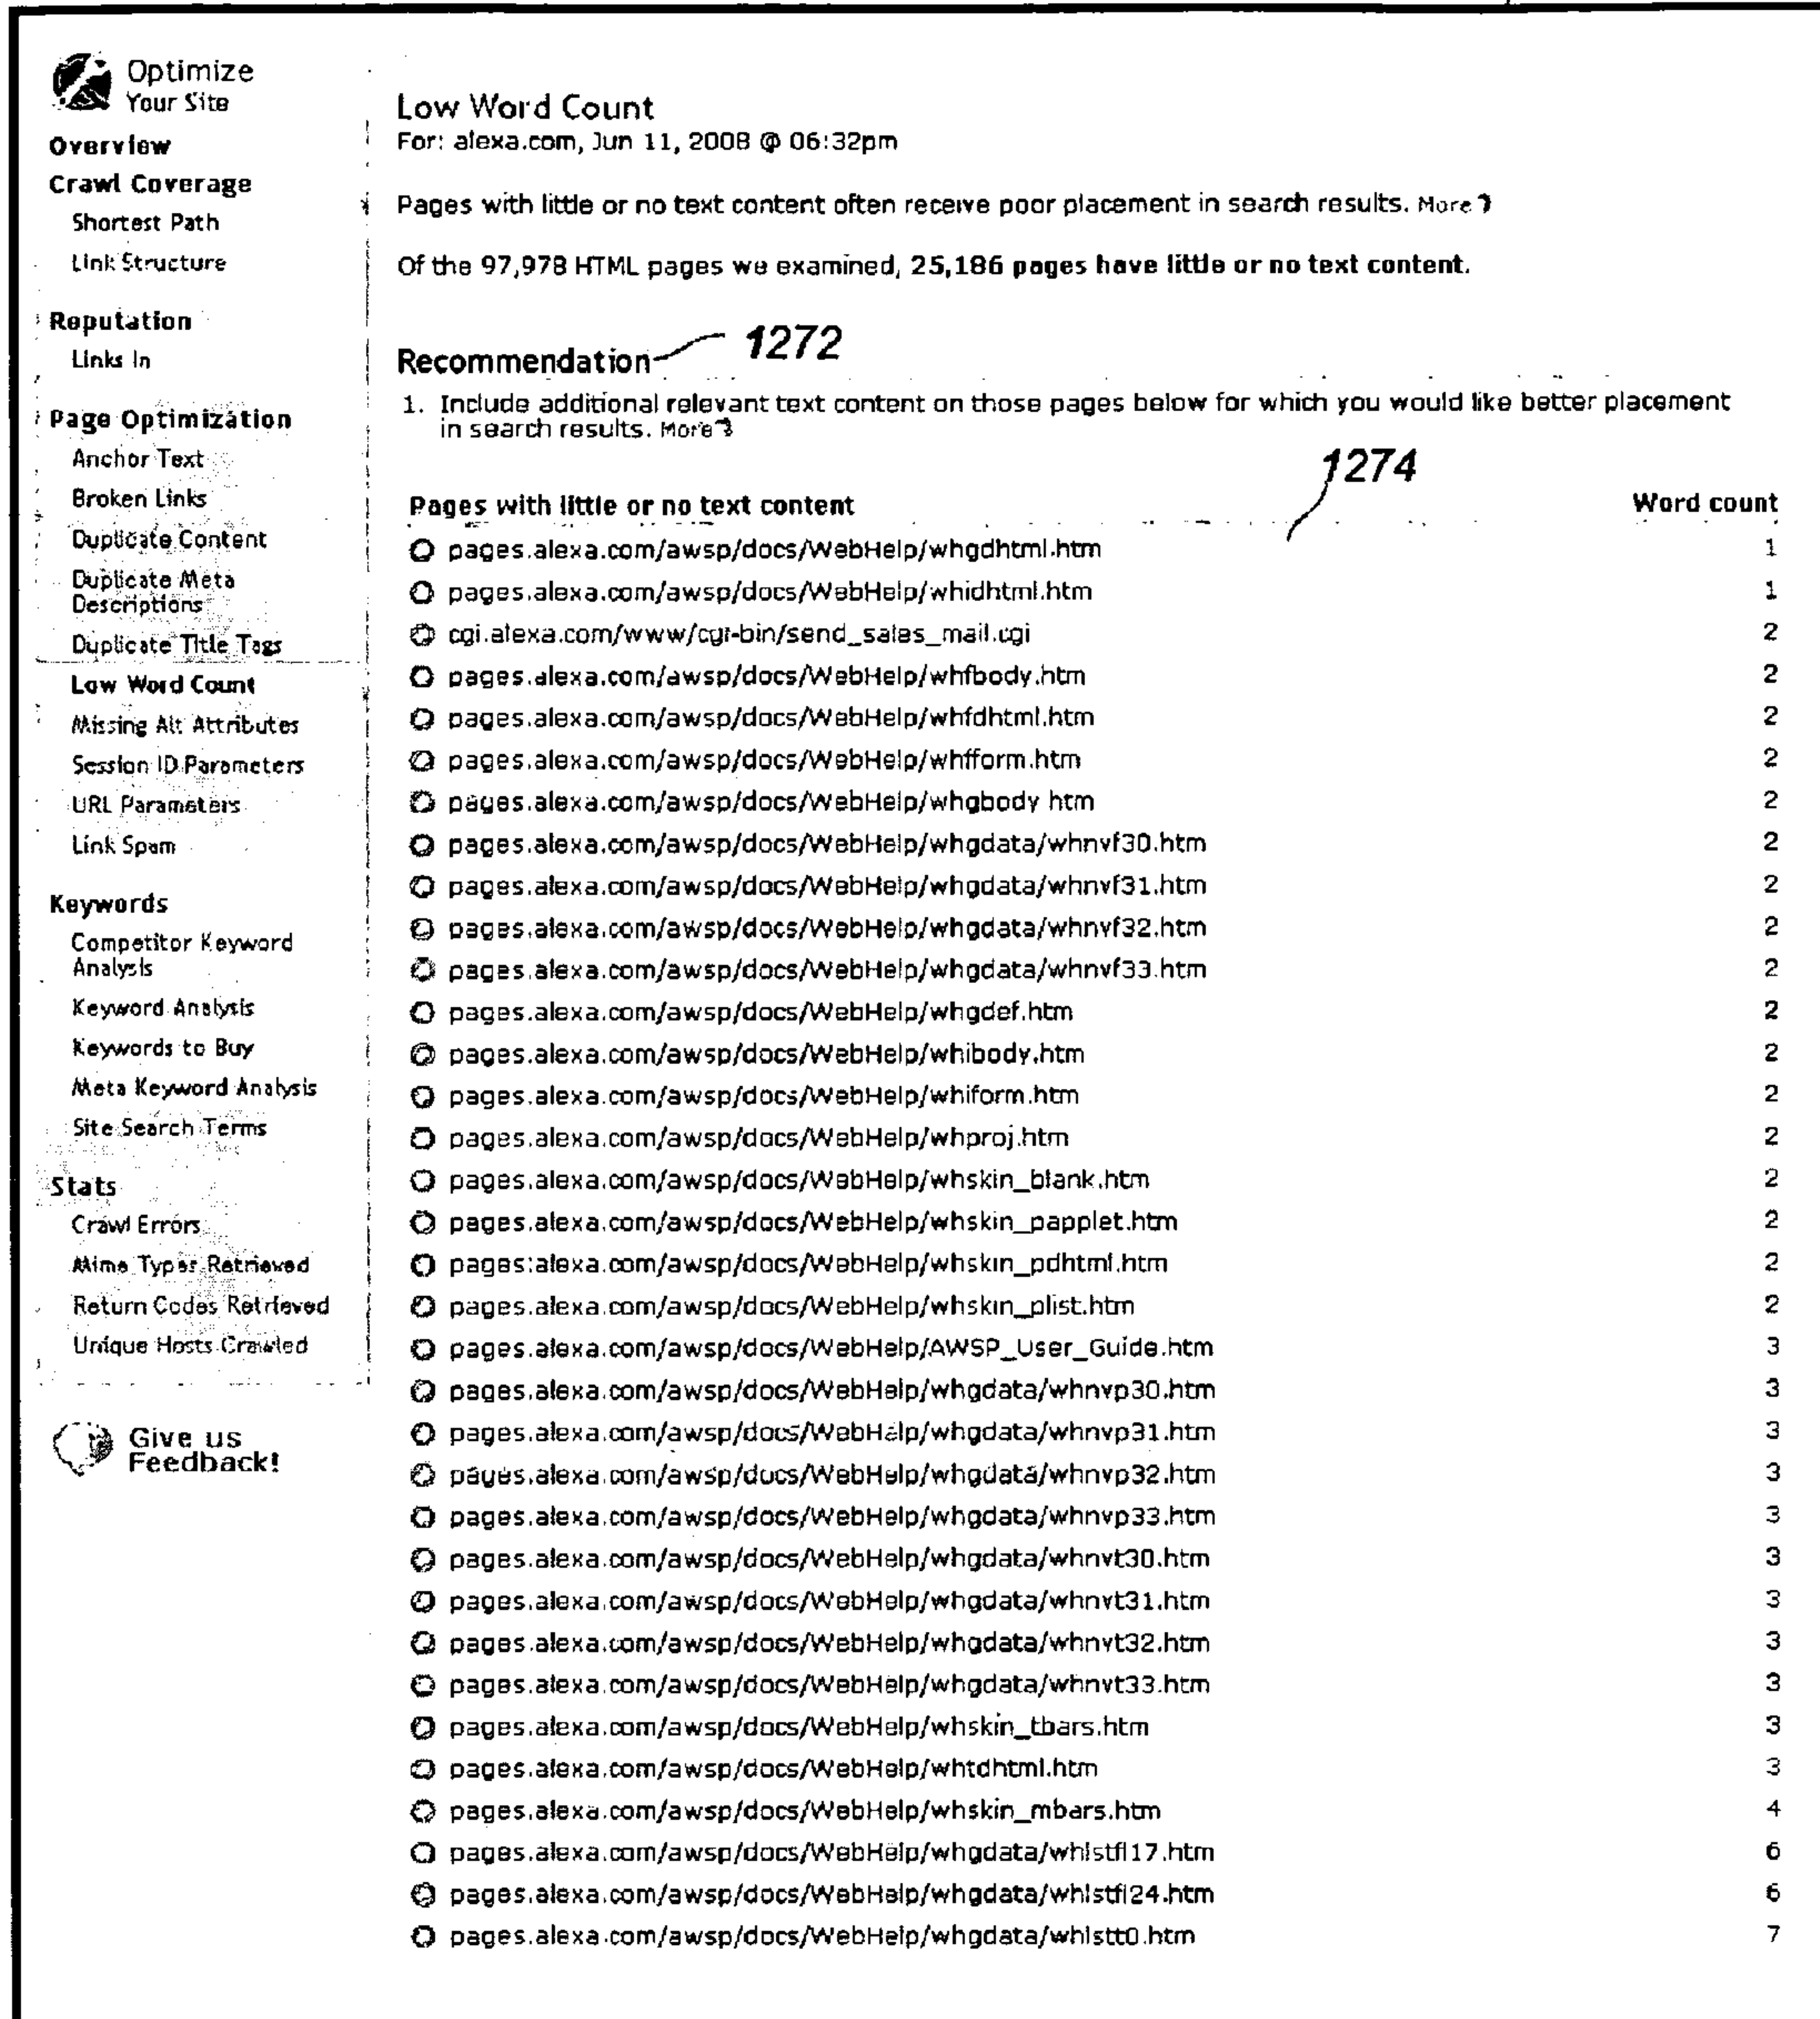 Optimize
Your Site
Overview
Crawl Coverage
Shortest Path
Link Structure
Reputation
Links In
Page Optimization
Anchor Text
Broken Links
Duplicate Content
Duplicate Meta
Descriptions
Duplicate Title Tags
Low Word Count
Missing Alt Attributes
Session ID Parameters
URL Parameters
Link Spam
Keywords
Competitor Keyword
Analysis
Keyword Analysis
Keywords to Buy
Meta Keyword Analysis
Site Search Terms
Stats
Crawl Errors
Mime Types Retrieved
Return Codes Retrieved
Unique Hosts Crawled
Give us
Feedback!
Low Word Count
For: alexa.com, Jun 11, 2008 @ 06:32pm
Pages with little or no text content often receive poor placement in search results. More
Of the 97,978 HTML pages we examined, 25,186 pages have little or no text content.
Recommendation 1272
1. Include additional relevant text content on those pages below for which you would like better placement
in search results. More
1274
Pages with little or no text content Word count
pages.alexa.com/awsp/docs/WebHelp/whgdhtml.htm 1
pages.alexa.com/awsp/docs/WebHelp/whidhtml.htm 1
cgi.alexa.com/www/cgi-bin/send_sales_mail.cgi 2
pages.alexa.com/awsp/docs/WebHelp/whfbody.htm 2
pages.alexa.com/awsp/docs/WebHelp/whfdhtml.htm 2
pages.alexa.com/awsp/docs/WebHelp/whfform.htm 2
pages.alexa.com/awsp/docs/WebHelp/whgbody.htm 2
pages.alexa.com/awsp/docs/WebHelp/whgdata/whnvf30.htm 2
pages.alexa.com/awsp/docs/WebHelp/whgdata/whnvf31.htm 2
pages.alexa.com/awsp/docs/WebHelp/whgdata/whnvf32.htm 2
pages.alexa.com/awsp/docs/WebHelp/whgdata/whnvf33.htm 2
pages.alexa.com/awsp/docs/WebHelp/whgdef.htm 2
pages.alexa.com/awsp/docs/WebHelp/whibody.htm 2
pages.alexa.com/awsp/docs/WebHelp/whiform.htm 2
pages.alexa.com/awsp/docs/WebHelp/whproj.htm 2
pages.alexa.com/awsp/docs/WebHelp/whskin_blank.htm 2
pages.alexa.com/awsp/docs/WebHelp/whskin_papplet.htm 2
pages.alexa.com/awsp/docs/WebHelp/whskin_pdhtml.htm 2
pages.alexa.com/awsp/docs/WebHelp/whskin_plist.htm 2
pages.alexa.com/awsp/docs/WebHelp/AWSP_User_Guide.htm 3
pages.alexa.com/awsp/docs/WebHelp/whgdata/whnvp30.htm 3
pages.alexa.com/awsp/docs/WebHelp/whgdata/whnvp31.htm 3
pages.alexa.com/awsp/docs/WebHelp/whgdata/whnvp32.htm 3
pages.alexa.com/awsp/docs/WebHelp/whgdata/whnvp33.htm 3
pages.alexa.com/awsp/docs/WebHelp/whgdata/whnvt30.htm 3
pages.alexa.com/awsp/docs/WebHelp/whgdata/whnvt31.htm 3
pages.alexa.com/awsp/docs/WebHelp/whgdata/whnvt32.htm 3
pages.alexa.com/awsp/docs/WebHelp/whgdata/whnvt33.htm 3
pages.alexa.com/awsp/docs/WebHelp/whskin_tbars.htm 3
pages.alexa.com/awsp/docs/WebHelp/whtdhtml.htm 3
pages.alexa.com/awsp/docs/WebHelp/whskin_mbars.htm 4
pages.alexa.com/awsp/docs/WebHelp/whgdata/whlstfl17.htm 6
pages.alexa.com/awsp/docs/WebHelp/whgdata/whlstfl24.htm 6
pages.alexa.com/awsp/docs/WebHelp/whgdata/whlstt0.htm 7